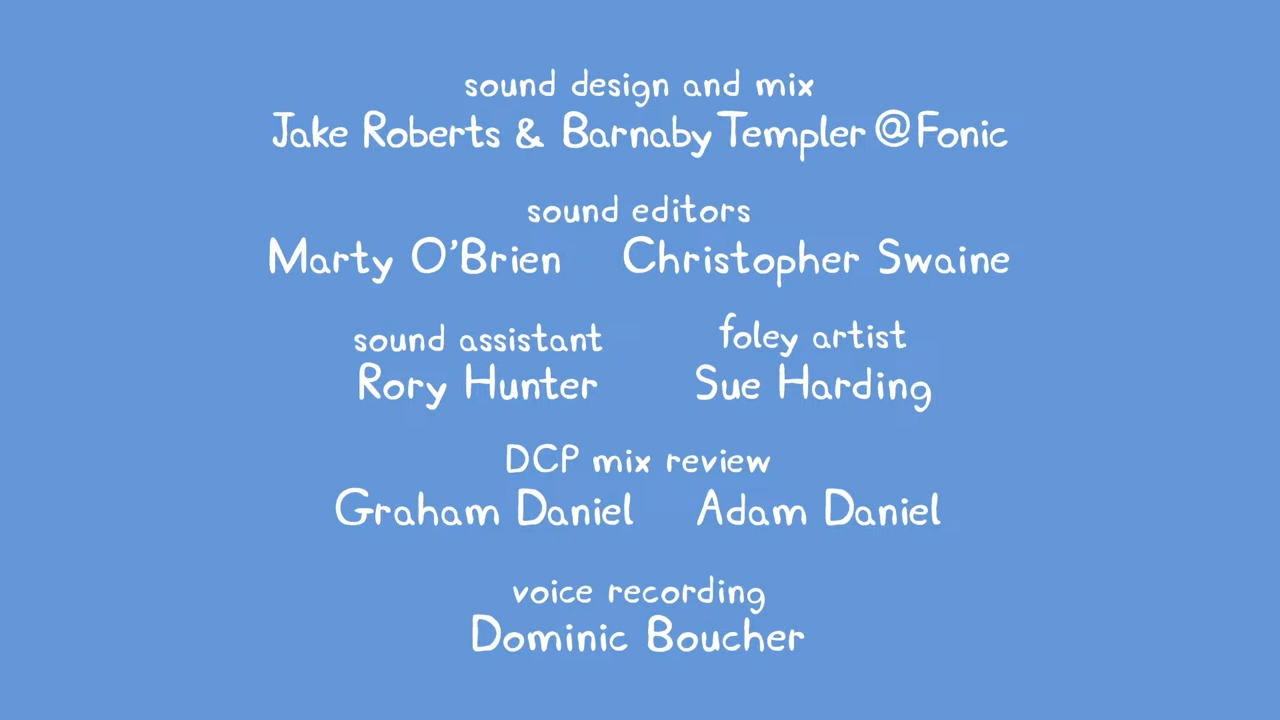 sound design and mix
Jake Roberts & Barnaby Templer @Fonic
sound editors
Marty O'Brien Christopher Swaine
sound assistant foley artist
Rory Hunter Sue Harding
DCP mix review
Graham Daniel Adam Daniel
voice recording
Dominic Boucher